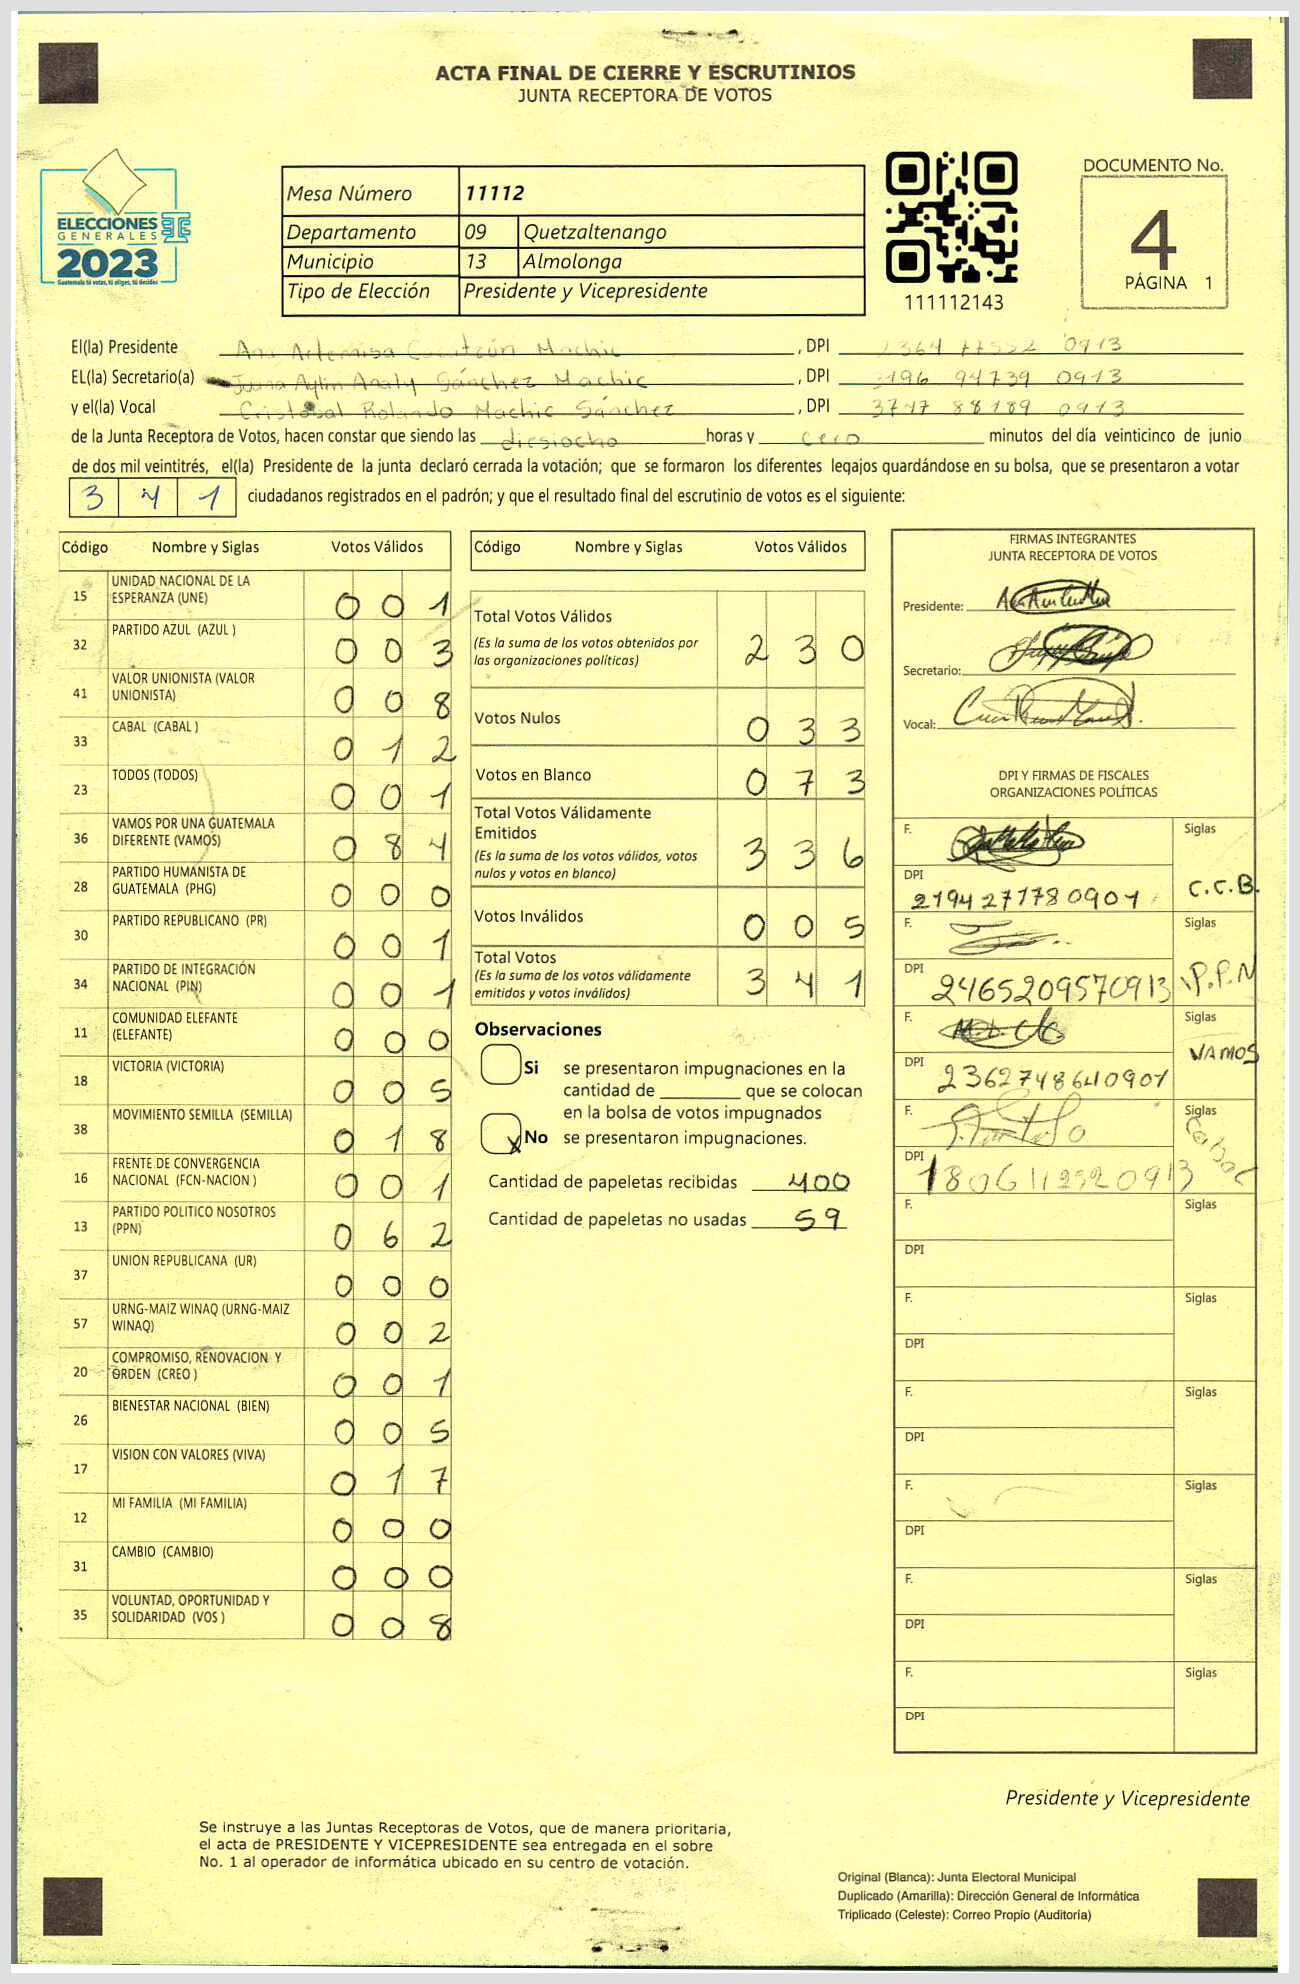 ACTA FINAL DE CIERRE Y ESCRUTINIOS
JUNTA RECEPTORA DE VOTOS
ELECCIONES
GENERALES
2023
Guatemala tú votas, tú eliges, tú decides
Mesa Número 11112
Departamento 09 Quetzaltenango
Municipio 13 Almolonga
Tipo de Elección Presidente y Vicepresidente
111112143
DOCUMENTO No.
4
PÁGINA 1
El(la) Presidente Ana Artemisa Machic , DPI 0913
EL(la) Secretario(a) Juana Aylin Analy Sánchez Machic , DPI 3196 94739 0913
y el(la) Vocal Cristobal Rolando Machic Sánchez , DPI 3747 88189 0913
de la Junta Receptora de Votos, hacen constar que siendo las diesiocho horas y cero minutos del día veinticinco de junio
de dos mil veintitrés, el(la) Presidente de la junta declaró cerrada la votación; que se formaron los diferentes legajos guardándose en su bolsa, que se presentaron a votar
3 4 1 ciudadanos registrados en el padrón; y que el resultado final del escrutinio de votos es el siguiente:
Código Nombre y Siglas Votos Válidos
15 UNIDAD NACIONAL DE LA ESPERANZA (UNE) 0 0 1
32 PARTIDO AZUL (AZUL ) 0 0 3
41 VALOR UNIONISTA (VALOR UNIONISTA) 0 0 8
33 CABAL (CABAL ) 0 1 2
23 TODOS (TODOS) 0 0 1
36 VAMOS POR UNA GUATEMALA DIFERENTE (VAMOS) 0 8 4
28 PARTIDO HUMANISTA DE GUATEMALA (PHG) 0 0 0
30 PARTIDO REPUBLICANO (PR) 0 0 1
34 PARTIDO DE INTEGRACIÓN NACIONAL (PIN) 0 0 1
11 COMUNIDAD ELEFANTE (ELEFANTE) 0 0 0
18 VICTORIA (VICTORIA) 0 0 5
38 MOVIMIENTO SEMILLA (SEMILLA) 0 1 8
16 FRENTE DE CONVERGENCIA NACIONAL (FCN-NACION ) 0 0 1
13 PARTIDO POLITICO NOSOTROS (PPN) 0 6 2
37 UNION REPUBLICANA (UR) 0 0 0
57 URNG-MAIZ WINAQ (URNG-MAIZ WINAQ) 0 0 2
20 COMPROMISO, RENOVACION Y ORDEN (CREO ) 0 0 1
26 BIENESTAR NACIONAL (BIEN) 0 0 5
17 VISION CON VALORES (VIVA) 0 1 7
12 MI FAMILIA (MI FAMILIA) 0 0 0
31 CAMBIO (CAMBIO) 0 0 0
35 VOLUNTAD, OPORTUNIDAD Y SOLIDARIDAD (VOS ) 0 0 8
Código Nombre y Siglas Votos Válidos
Total Votos Válidos
(Es la suma de los votos obtenidos por
las organizaciones políticas) 2 3 0
Votos Nulos 0 3 3
Votos en Blanco 0 7 3
Total Votos Válidamente
Emitidos
(Es la suma de los votos válidos, votos
nulos y votos en blanco) 3 3 6
Votos Inválidos 0 0 5
Total Votos
(Es la suma de los votos válidamente
emitidos y votos inválidos) 3 4 1
Observaciones
Si se presentaron impugnaciones en la
cantidad de ________ que se colocan
en la bolsa de votos impugnados
x No se presentaron impugnaciones.
Cantidad de papeletas recibidas 400
Cantidad de papeletas no usadas 59
FIRMAS INTEGRANTES
JUNTA RECEPTORA DE VOTOS
Presidente:
Secretario:
Vocal:
DPI Y FIRMAS DE FISCALES
ORGANIZACIONES POLÍTICAS
F. Siglas
DPI 2194277780901 C.C.B.
F. Siglas
DPI 2465209570913 P.P.N
F. Siglas
DPI 2362748640901 VAMOS
F. Siglas
DPI 1806112320913
F. Siglas
DPI
F. Siglas
DPI
F. Siglas
DPI
F. Siglas
DPI
F. Siglas
DPI
F. Siglas
DPI
Presidente y Vicepresidente
Se instruye a las Juntas Receptoras de Votos, que de manera prioritaria,
el acta de PRESIDENTE Y VICEPRESIDENTE sea entregada en el sobre
No. 1 al operador de informática ubicado en su centro de votación.
Original (Blanca): Junta Electoral Municipal
Duplicado (Amarilla): Dirección General de Informática
Triplicado (Celeste): Correo Propio (Auditoría)